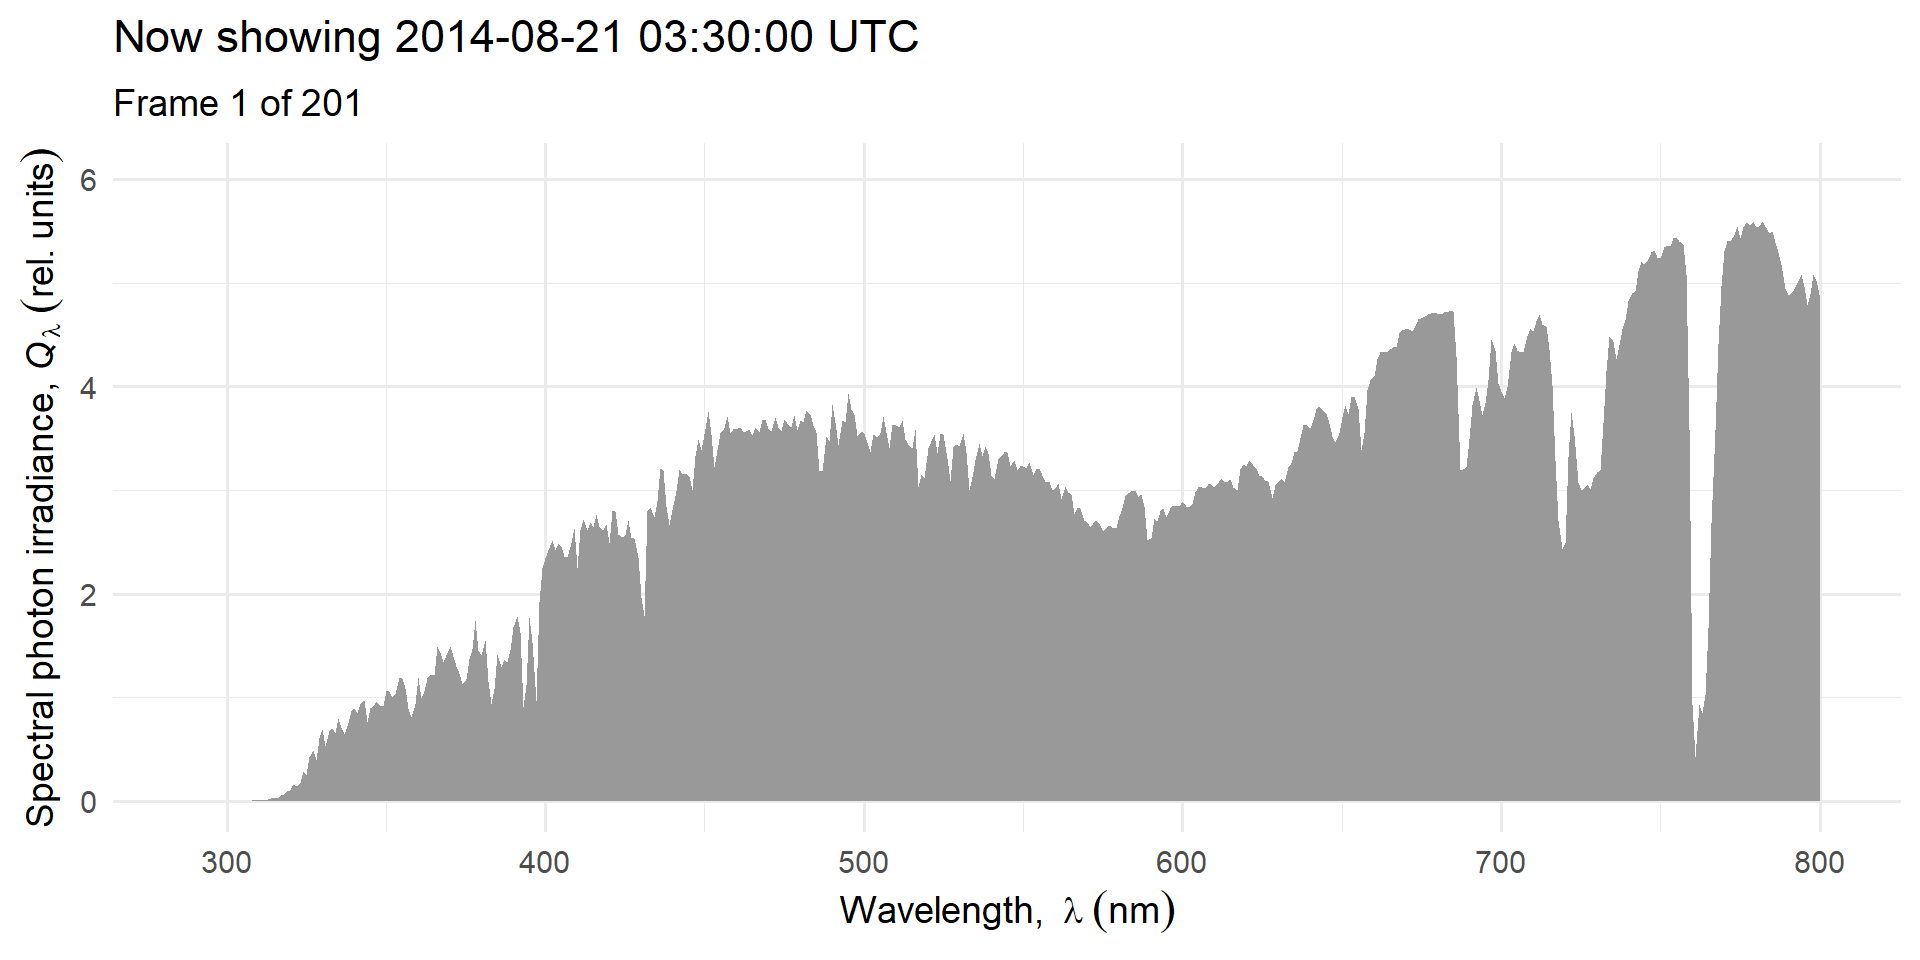 Now showing 2014-08-21 03:30:00 UTC
Frame 1 of 201
Spectral photon irradiance, Qλ (rel. units)
6
4
2
0
300 400 500 600 700 800
Wavelength, λ (nm)